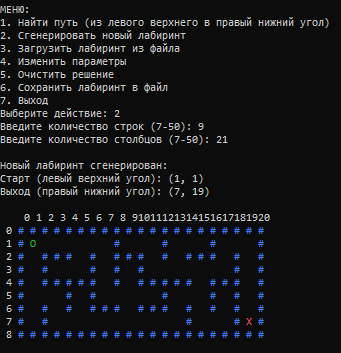 МЕНЮ:
1. Найти путь (из левого верхнего в правый нижний угол)
2. Сгенерировать новый лабиринт
3. Загрузить лабиринт из файла
4. Изменить параметры
5. Очистить решение
6. Сохранить лабиринт в файл
7. Выход
Выберите действие: 2
Введите количество строк (7-50): 9
Введите количество столбцов (7-50): 21
Новый лабиринт сгенерирован:
Старт (левый верхний угол): (1, 1)
Выход (правый нижний угол): (7, 19)
0 1 2 3 4 5 6 7 8 91011121314151617181920
0 # # # # # # # # # # # # # # # # # # # # #
1 # O             #       #       #       #
2 #   # # #   #   # # #   #   # # #   #   #
3 #   #       #   #   #               #   #
4 #   # # # # #   #   # # #   # # #   #   #
5 #       #   #           #       #   #   #
6 #   #   #   #   # #   # # #   #   #   #
7 #   #                       #       # X #
8 # # # # # # # # # # # # # # # # # # # # #